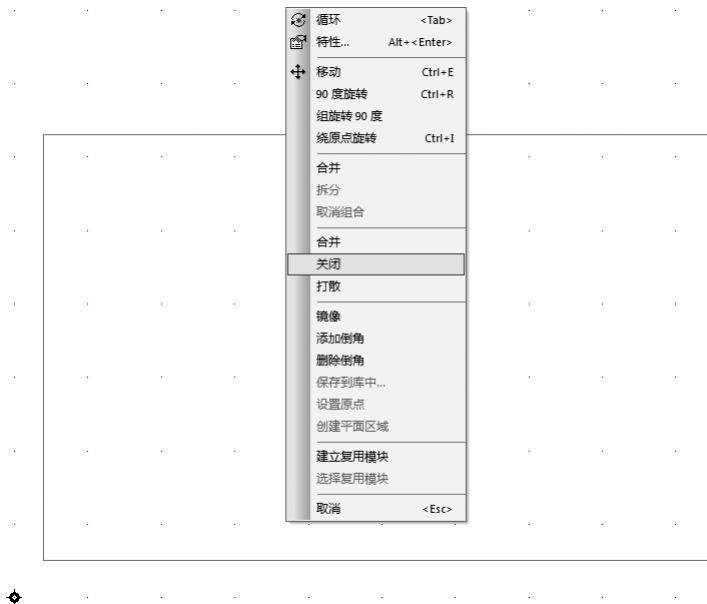 循环 <Tab>
特性... Alt+<Enter>
移动 Ctrl+E
90 度旋转 Ctrl+R
组旋转 90 度
绕原点旋转 Ctrl+I
合并
拆分
取消组合
合并
关闭
打散
镜像
添加倒角
删除倒角
保存到库中...
设置原点
创建平面区域
建立复用模块
选择复用模块
取消 <Esc>